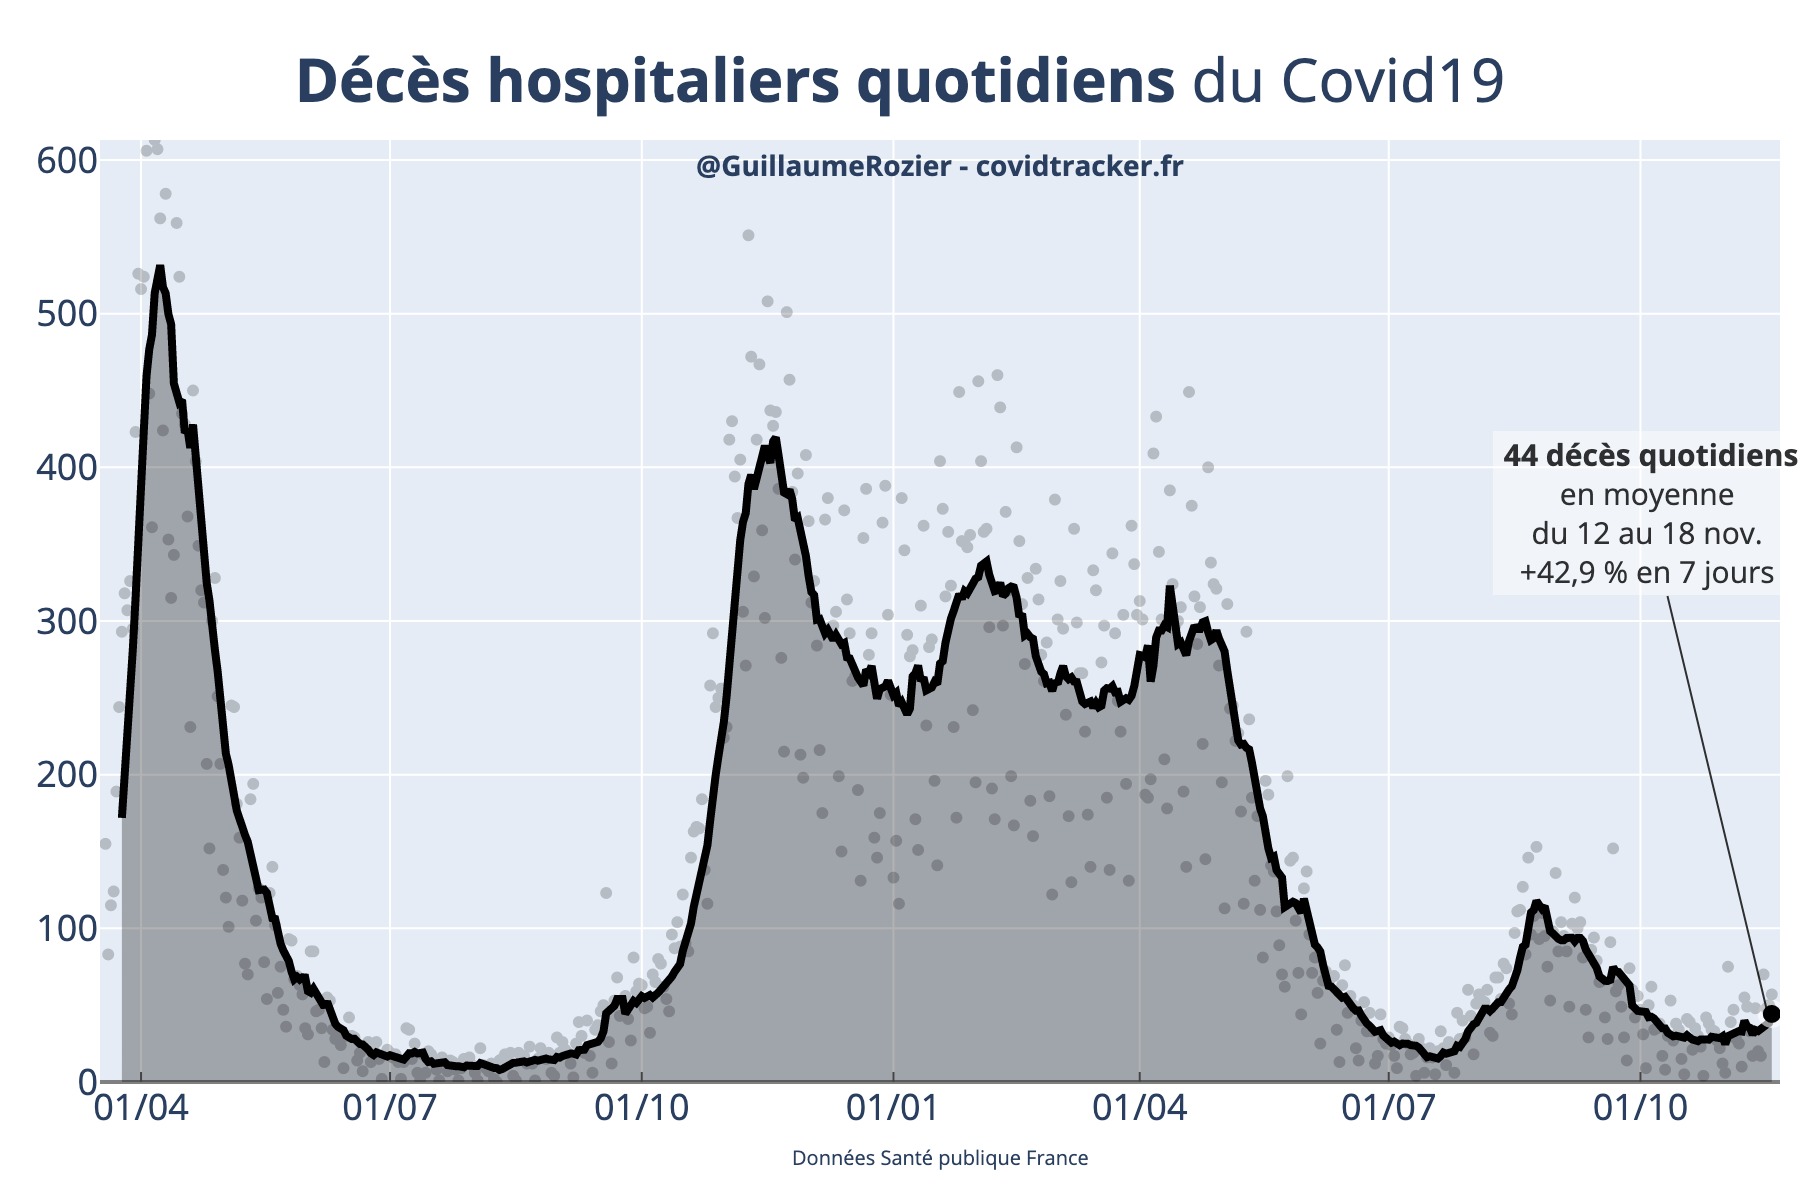 Décès hospitaliers quotidiens du Covid19
@GuillaumeRozier - covidtracker.fr
600
500
400
300
200
100
0
44 décès quotidiens
en moyenne
du 12 au 18 nov.
+42,9 % en 7 jours
01/04 01/07 01/10 01/01 01/04 01/07 01/10
Données Santé publique France